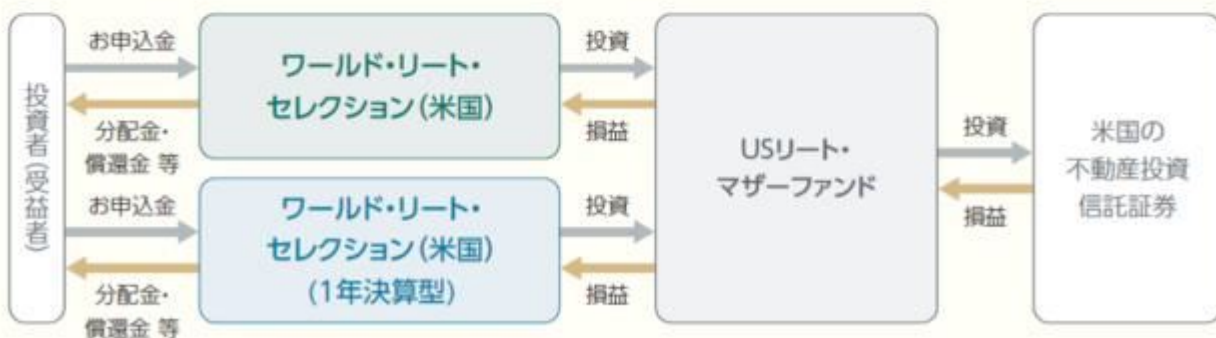 投資者(受益者)
お申込金
分配金・
償還金 等
お申込金
分配金・
償還金 等
ワールド・リート・
セレクション(米国)
ワールド・リート・
セレクション(米国)
(1年決算型)
投資
損益
投資
損益
USリート・
マザーファンド
投資
損益
米国の
不動産投資
信託証券